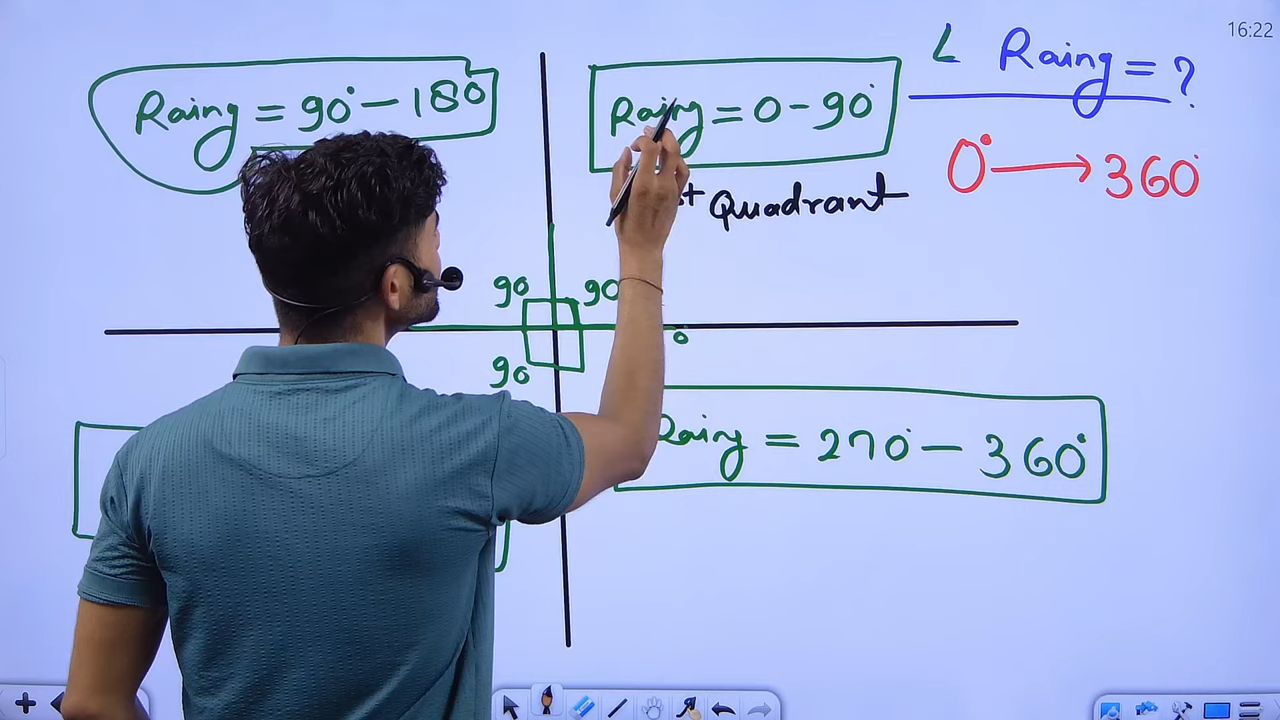 16:22
∠ Raing = ?
Raing = 90° - 180°
Raing = 0 - 90°
0° → 360°
Quadrant
90 90
0
90
Raing = 270° - 360°